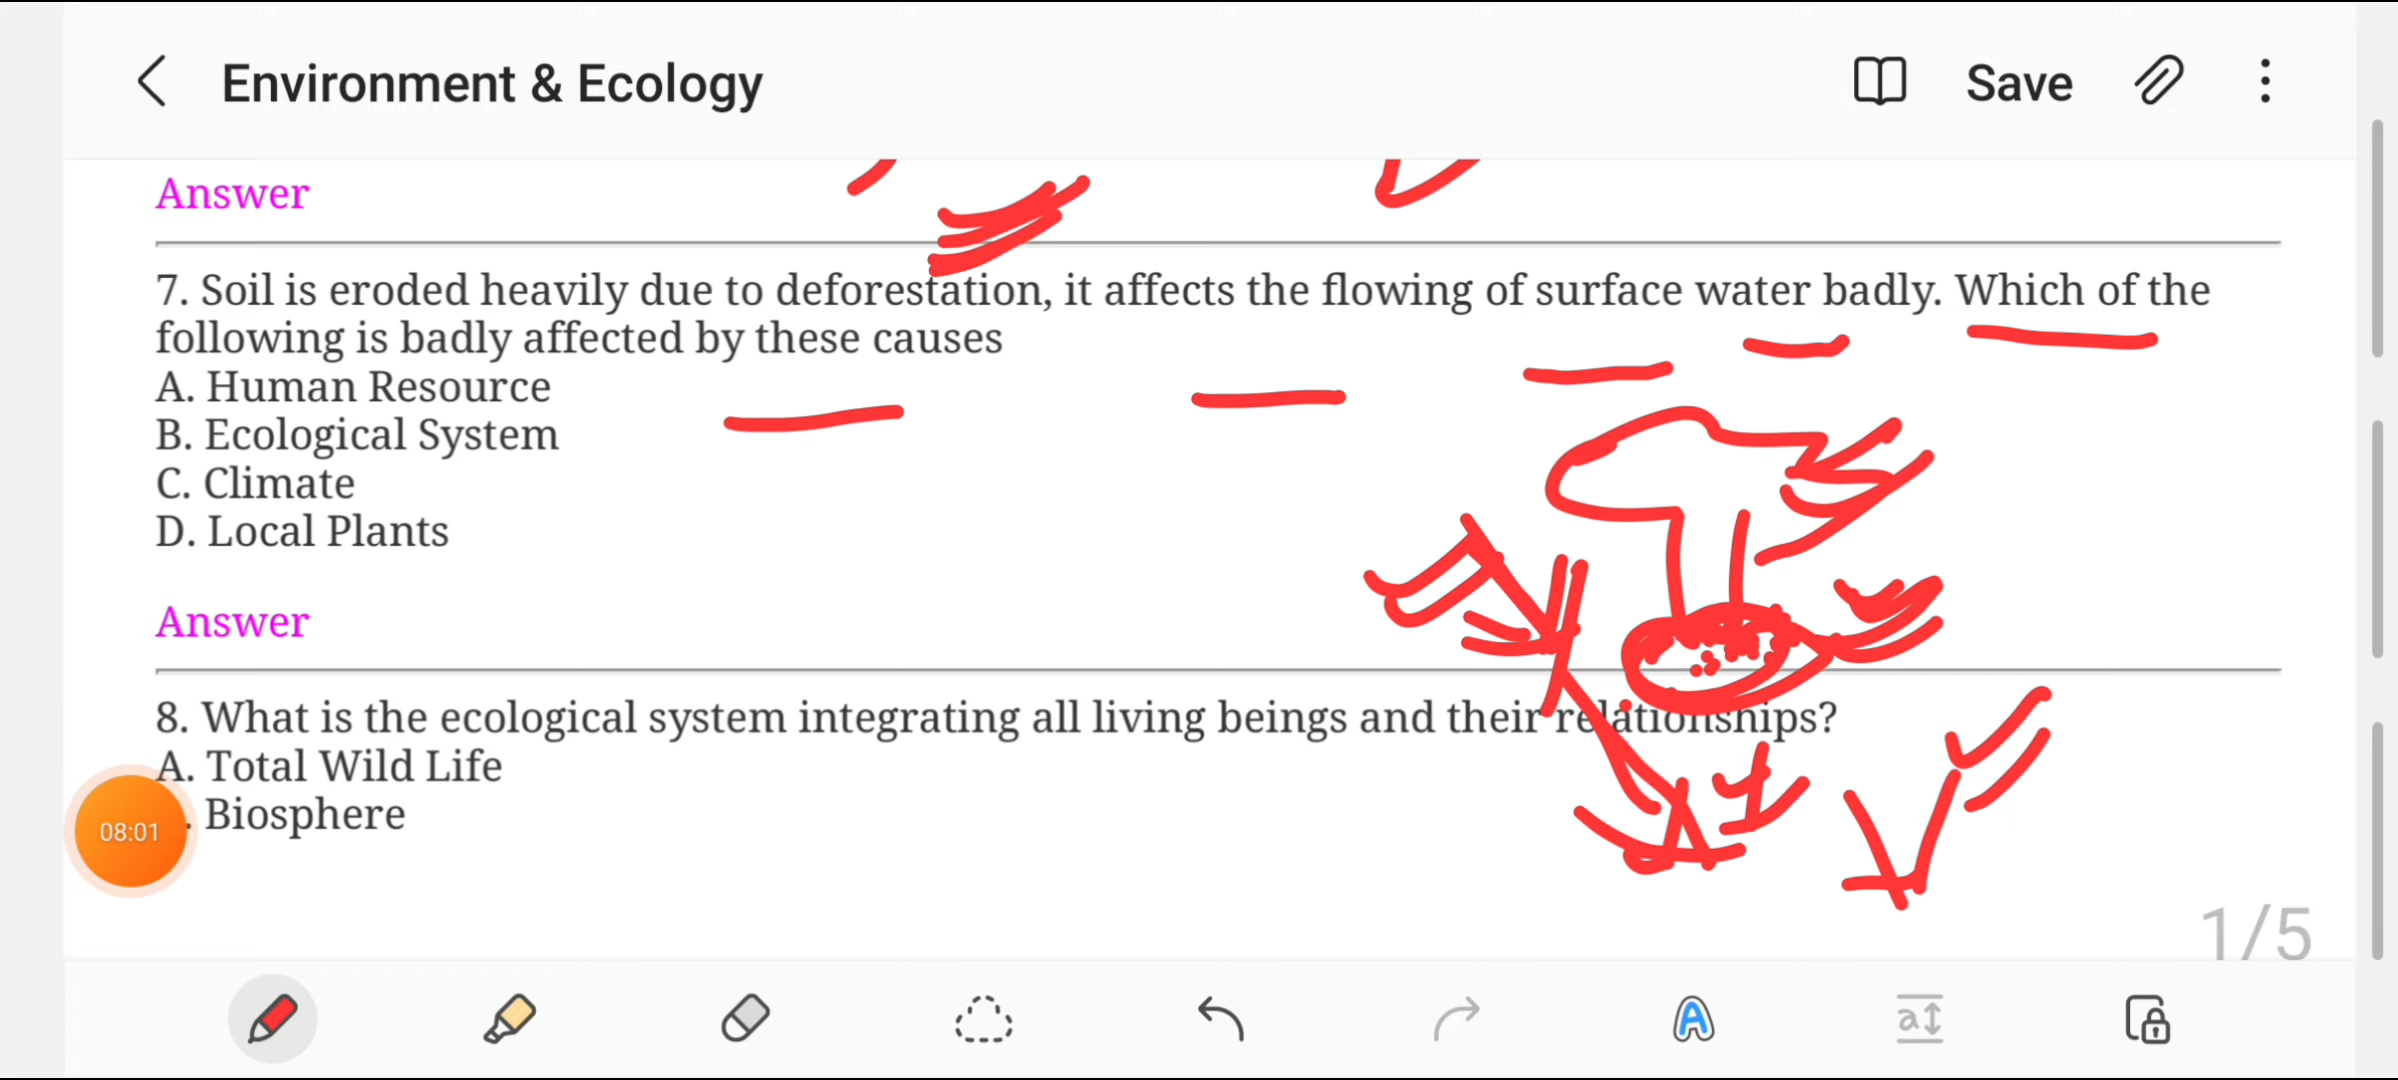 Environment & Ecology
Save
Answer
7. Soil is eroded heavily due to deforestation, it affects the flowing of surface water badly. Which of the
following is badly affected by these causes
A. Human Resource
B. Ecological System
C. Climate
D. Local Plants
Answer
8. What is the ecological system integrating all living beings and their relationships?
A. Total Wild Life
. Biosphere
08:01
1/5
A
a